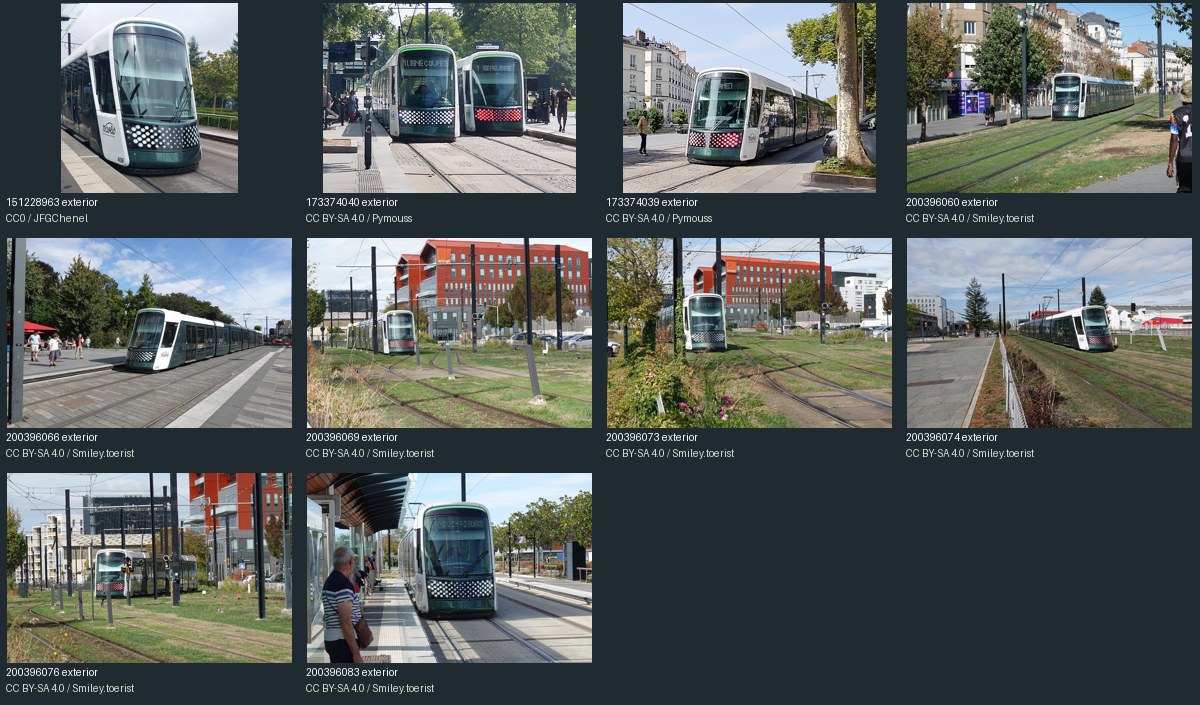 151228963 exterior
CC0 / JFGChenel
173374040 exterior
CC BY-SA 4.0 / Pymouss
173374039 exterior
CC BY-SA 4.0 / Pymouss
200396060 exterior
CC BY-SA 4.0 / Smiley.toerist
200396066 exterior
CC BY-SA 4.0 / Smiley.toerist
200396069 exterior
CC BY-SA 4.0 / Smiley.toerist
200396073 exterior
CC BY-SA 4.0 / Smiley.toerist
200396074 exterior
CC BY-SA 4.0 / Smiley.toerist
200396076 exterior
CC BY-SA 4.0 / Smiley.toerist
200396083 exterior
CC BY-SA 4.0 / Smiley.toerist